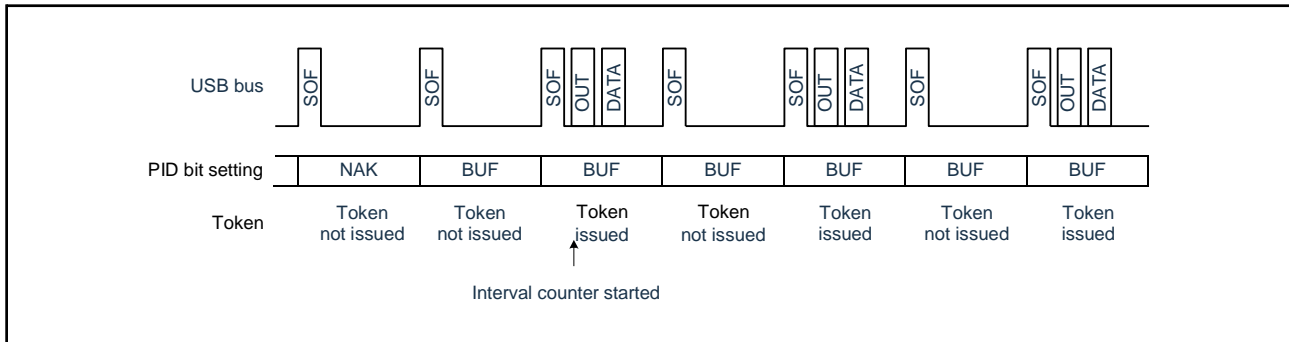 USB bus
SOF SOF SOF OUT DATA SOF SOF OUT DATA SOF SOF OUT DATA
PID bit setting NAK BUF BUF BUF BUF BUF BUF
Token
Token not issued
Token not issued
Token issued
Token not issued
Token issued
Token not issued
Token issued
Interval counter started